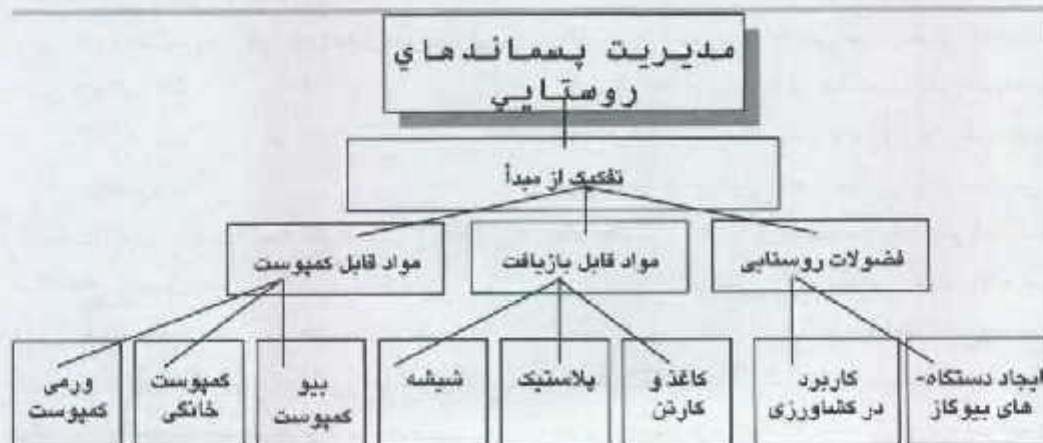 مديريت پسماندهاي
روستايي
تفکیک از مبدأ
فضولات روستایی
مواد قابل بازیافت
مواد قابل کمپوست
ایجاد دستگاه-
های بیوگاز
کاربرد
در کشاورزی
کاغذ و
کارتن
پلاستیک
شیشه
بیو
کمپوست
کمپوست
خانگی
ورمی
کمپوست